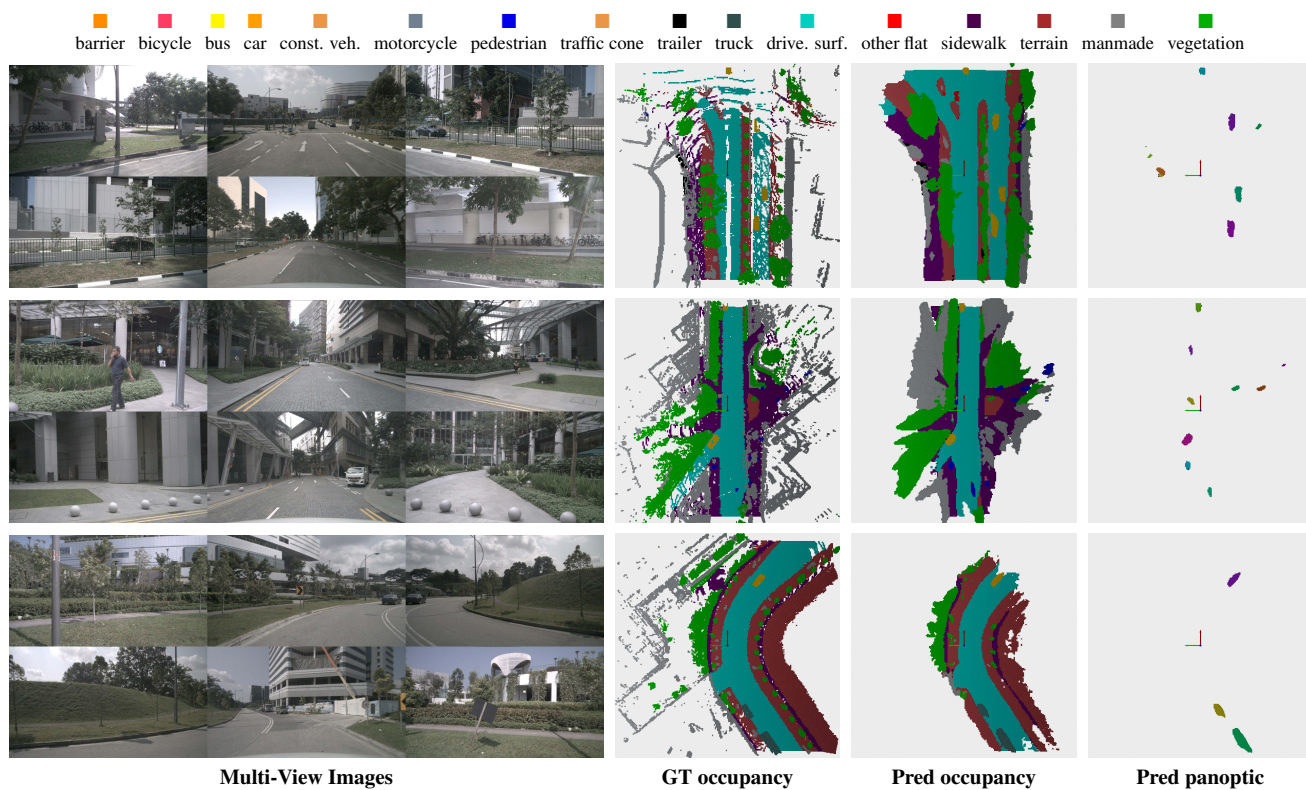 barrier bicycle bus car const. veh. motorcycle pedestrian traffic cone trailer truck drive. surf. other flat sidewalk terrain manmade vegetation
Multi-View Images GT occupancy Pred occupancy Pred panoptic